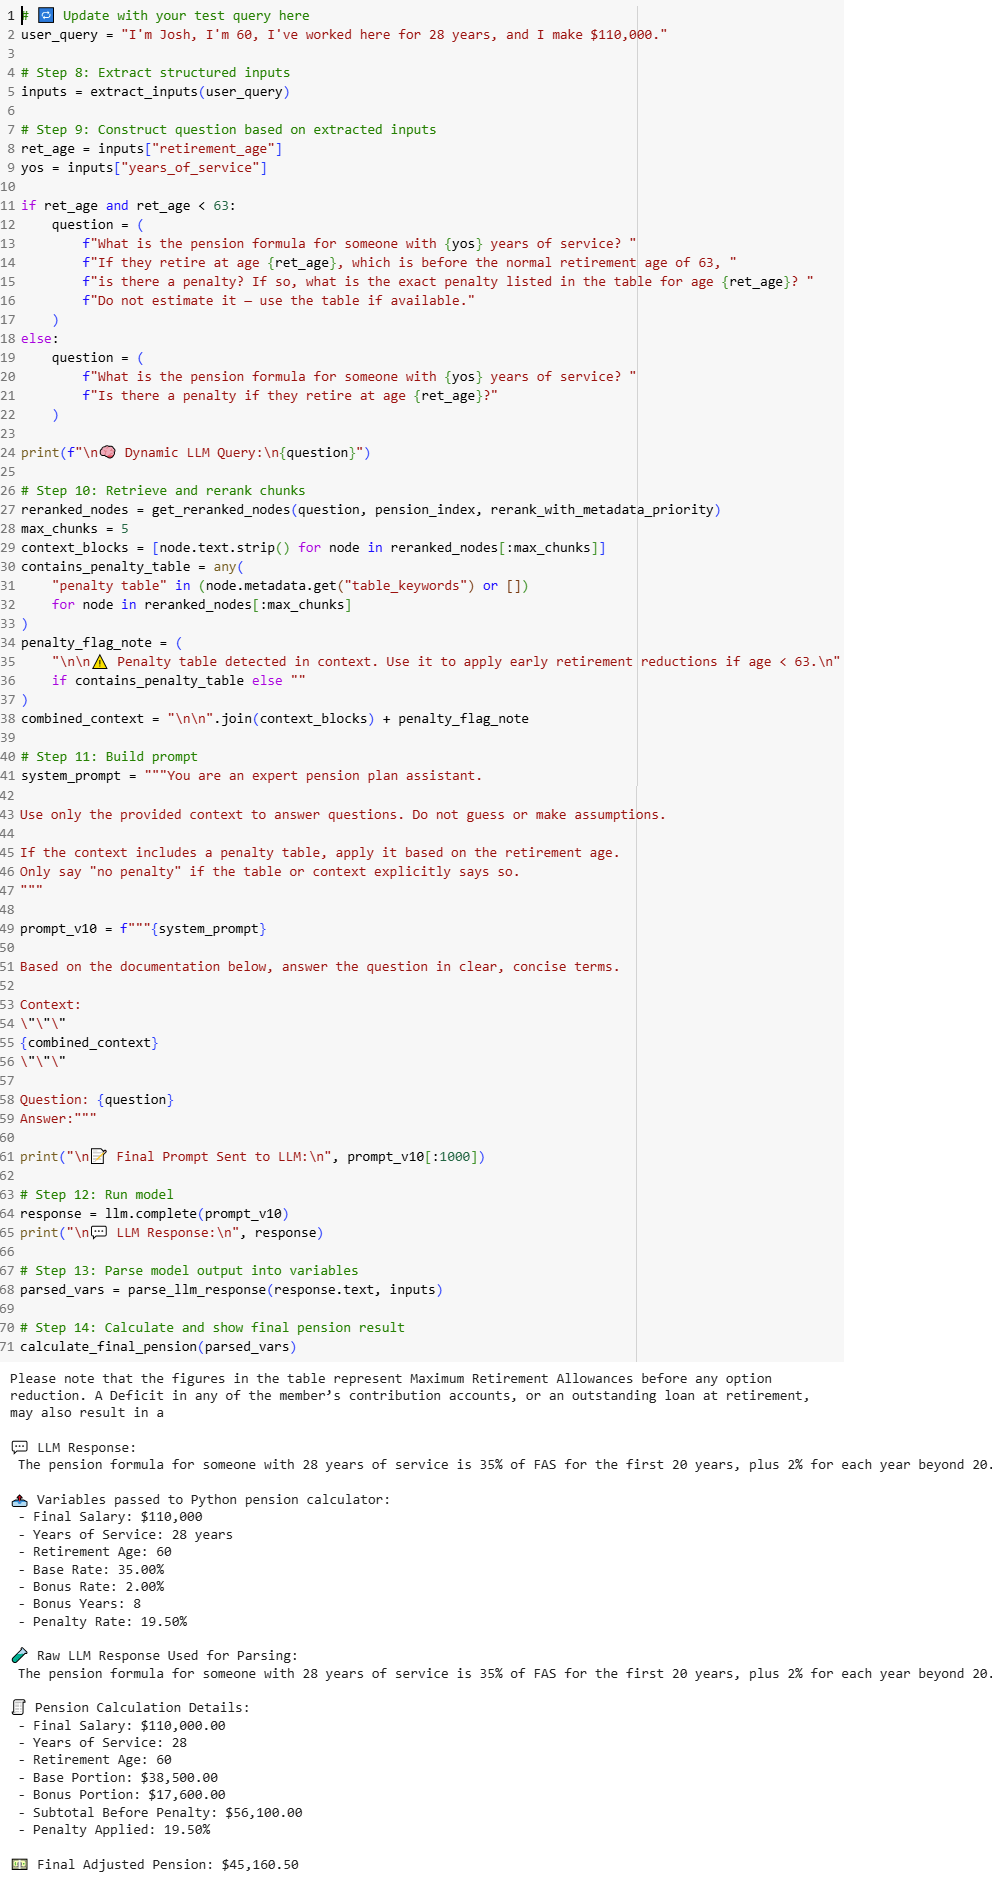 1 # 🔁 Update with your test query here
2 user_query = "I'm Josh, I'm 60, I've worked here for 28 years, and I make $110,000."
3
4 # Step 8: Extract structured inputs
5 inputs = extract_inputs(user_query)
6
7 # Step 9: Construct question based on extracted inputs
8 ret_age = inputs["retirement_age"]
9 yos = inputs["years_of_service"]
10
11 if ret_age and ret_age < 63:
12     question = (
13         f"What is the pension formula for someone with {yos} years of service? "
14         f"If they retire at age {ret_age}, which is before the normal retirement age of 63, "
15         f"is there a penalty? If so, what is the exact penalty listed in the table for age {ret_age}? "
16         f"Do not estimate it — use the table if available."
17     )
18 else:
19     question = (
20         f"What is the pension formula for someone with {yos} years of service? "
21         f"Is there a penalty if they retire at age {ret_age}?"
22     )
23
24 print(f"\n🧠 Dynamic LLM Query:\n{question}")
25
26 # Step 10: Retrieve and rerank chunks
27 reranked_nodes = get_reranked_nodes(question, pension_index, rerank_with_metadata_priority)
28 max_chunks = 5
29 context_blocks = [node.text.strip() for node in reranked_nodes[:max_chunks]]
30 contains_penalty_table = any(
31     "penalty table" in (node.metadata.get("table_keywords") or [])
32     for node in reranked_nodes[:max_chunks]
33 )
34 penalty_flag_note = (
35     "\n\n⚠️ Penalty table detected in context. Use it to apply early retirement reductions if age < 63.\n"
36     if contains_penalty_table else ""
37 )
38 combined_context = "\n\n".join(context_blocks) + penalty_flag_note
39
40 # Step 11: Build prompt
41 system_prompt = """You are an expert pension plan assistant.
42
43 Use only the provided context to answer questions. Do not guess or make assumptions.
44
45 If the context includes a penalty table, apply it based on the retirement age.
46 Only say "no penalty" if the table or context explicitly says so.
47 """
48
49 prompt_v10 = f"""{system_prompt}
50
51 Based on the documentation below, answer the question in clear, concise terms.
52
53 Context:
54 \"\"\"
55 {combined_context}
56 \"\"\"
57
58 Question: {question}
59 Answer:"""
60
61 print("\n📝 Final Prompt Sent to LLM:\n", prompt_v10[:1000])
62
63 # Step 12: Run model
64 response = llm.complete(prompt_v10)
65 print("\n💬 LLM Response:\n", response)
66
67 # Step 13: Parse model output into variables
68 parsed_vars = parse_llm_response(response.text, inputs)
69
70 # Step 14: Calculate and show final pension result
71 calculate_final_pension(parsed_vars)
Please note that the figures in the table represent Maximum Retirement Allowances before any option
reduction. A Deficit in any of the member’s contribution accounts, or an outstanding loan at retirement,
may also result in a
💬 LLM Response:
The pension formula for someone with 28 years of service is 35% of FAS for the first 20 years, plus 2% for each year beyond 20.
📤 Variables passed to Python pension calculator:
- Final Salary: $110,000
- Years of Service: 28 years
- Retirement Age: 60
- Base Rate: 35.00%
- Bonus Rate: 2.00%
- Bonus Years: 8
- Penalty Rate: 19.50%
🧪 Raw LLM Response Used for Parsing:
The pension formula for someone with 28 years of service is 35% of FAS for the first 20 years, plus 2% for each year beyond 20.
🧾 Pension Calculation Details:
- Final Salary: $110,000.00
- Years of Service: 28
- Retirement Age: 60
- Base Portion: $38,500.00
- Bonus Portion: $17,600.00
- Subtotal Before Penalty: $56,100.00
- Penalty Applied: 19.50%
💵 Final Adjusted Pension: $45,160.50